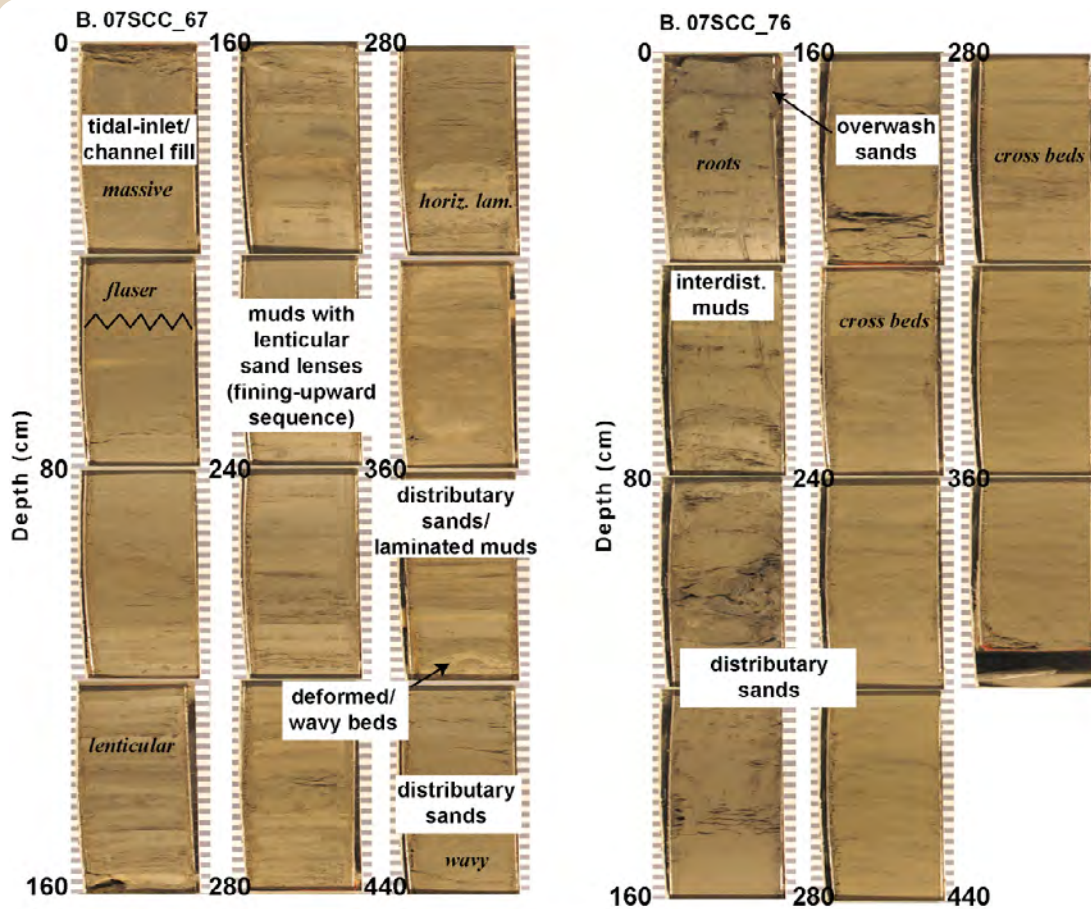 B. 07SCC_67
0
160
280
tidal-inlet/
channel fill
massive
horiz. lam.
flaser
muds with
lenticular
sand lenses
(fining-upward
sequence)
Depth (cm)
80
240
360
distributary
sands/
laminated muds
deformed/
wavy beds
lenticular
distributary
sands
wavy
160
280
440
B. 07SCC_76
0
160
280
overwash
sands
roots
cross beds
interdist.
muds
cross beds
Depth (cm)
80
240
360
distributary
sands
160
280
440